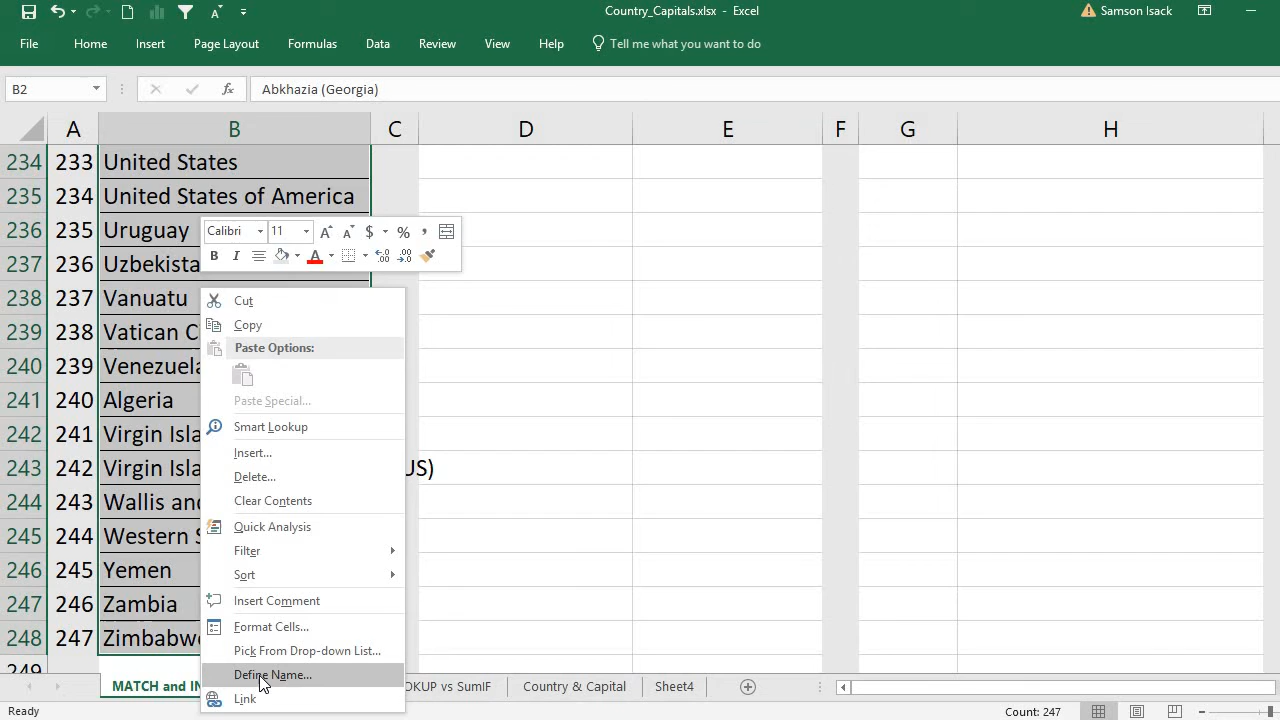 Country_Capitals.xlsx - Excel
Samson Isack
File Home Insert Page Layout Formulas Data Review View Help Tell me what you want to do
B2 fx Abkhazia (Georgia)
A B C D E F G H
234 233 United States
235 234 United States of America
236 235 Uruguay
237 236 Uzbekista
238 237 Vanuatu
239 238 Vatican C
240 239 Venezuela
241 240 Algeria
242 241 Virgin Isla
243 242 Virgin Isla US)
244 243 Wallis and
245 244 Western S
246 245 Yemen
247 246 Zambia
248 247 Zimbabwe
249
Calibri 11 A A $ % ,
B I A .00 .00
Cut
Copy
Paste Options:
Paste Special...
Smart Lookup
Insert...
Delete...
Clear Contents
Quick Analysis
Filter
Sort
Insert Comment
Format Cells...
Pick From Drop-down List...
Define Name...
Link
MATCH and IN OKUP vs SumIF Country & Capital Sheet4
Ready Count: 247